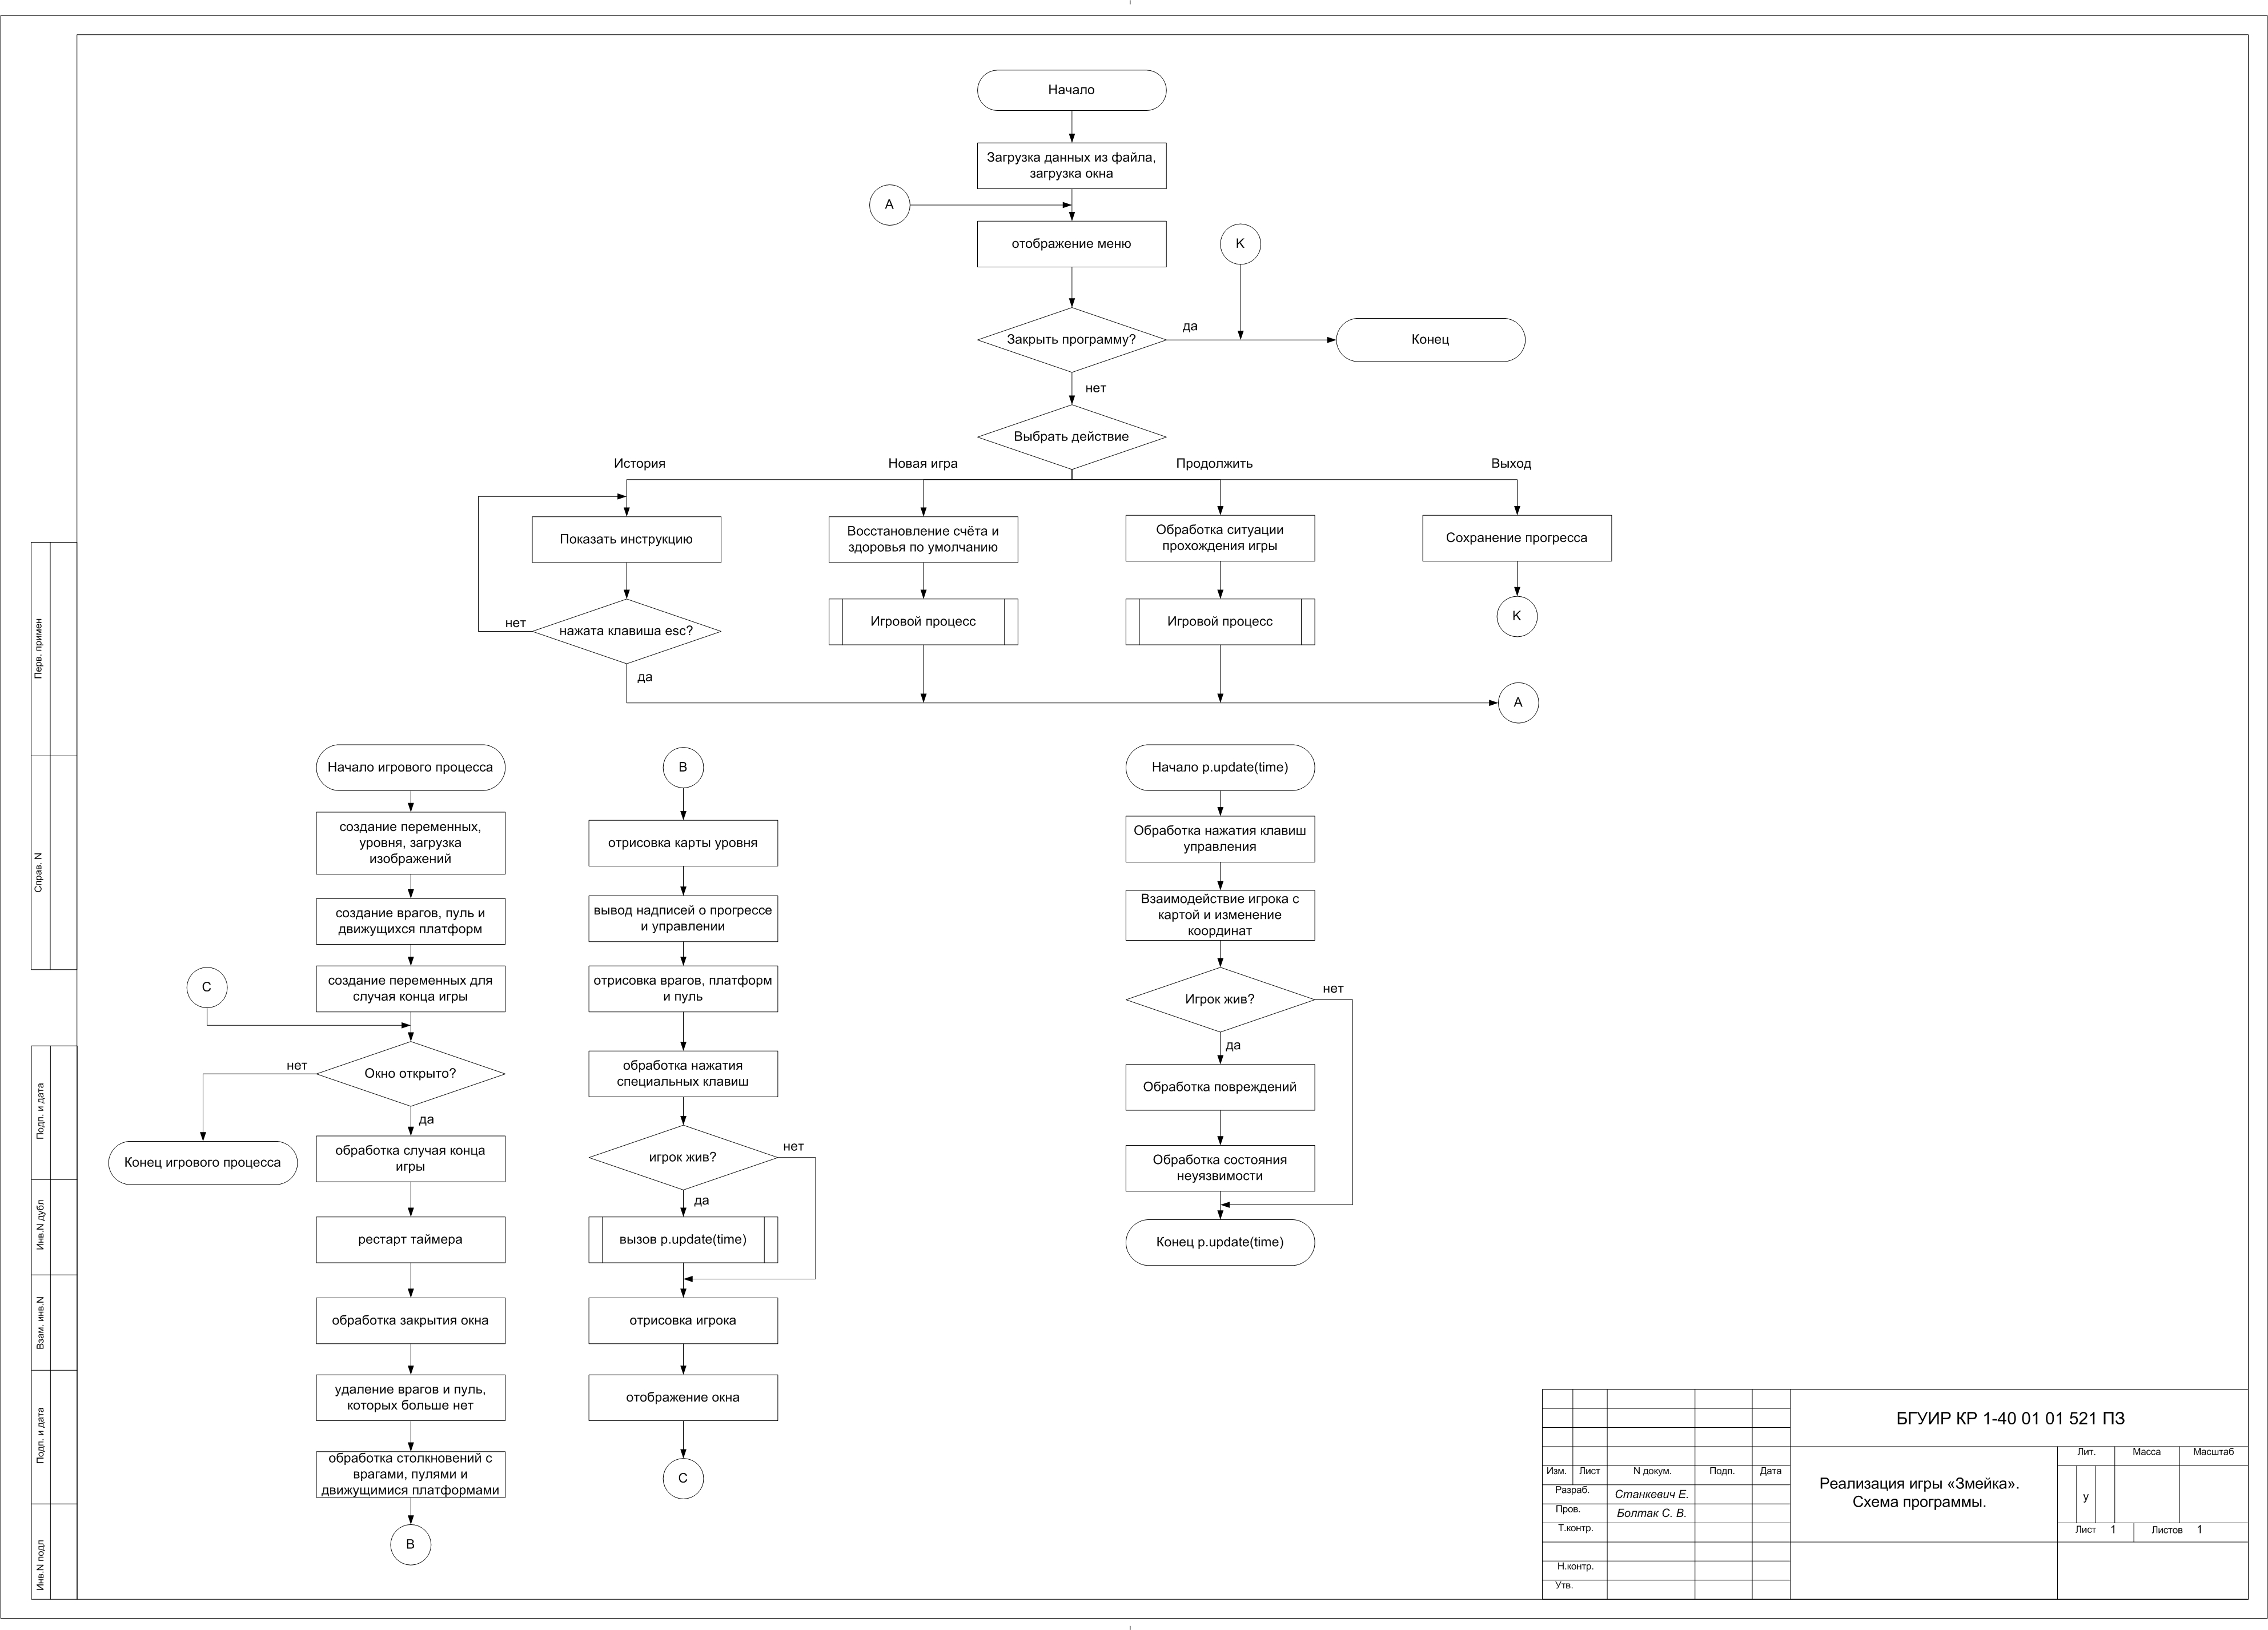 Начало
Загрузка данных из файла,
загрузка окна
А
отображение меню
К
Закрыть программу?
да
Конец
нет
Выбрать действие
История
Новая игра
Продолжить
Выход
Показать инструкцию
Восстановление счёта и
здоровья по умолчанию
Обработка ситуации
прохождения игры
Сохранение прогресса
нет
нажата клавиша esc?
Игровой процесс
Игровой процесс
К
да
А
Начало игрового процесса
создание переменных,
уровня, загрузка
изображений
создание врагов, пуль и
движущихся платформ
создание переменных для
случая конца игры
С
Окно открыто?
нет
да
Конец игрового процесса
обработка случая конца
игры
рестарт таймера
обработка закрытия окна
удаление врагов и пуль,
которых больше нет
обработка столкновений с
врагами, пулями и
движущимися платформами
В
В
отрисовка карты уровня
вывод надписей о прогрессе
и управлении
отрисовка врагов, платформ
и пуль
обработка нажатия
специальных клавиш
игрок жив?
нет
да
вызов p.update(time)
отрисовка игрока
отображение окна
С
Начало p.update(time)
Обработка нажатия клавиш
управления
Взаимодействие игрока с
картой и изменение
координат
Игрок жив?
нет
да
Обработка повреждений
Обработка состояния
неуязвимости
Конец p.update(time)
Перв. примен
Справ. N
Подп. и дата
Инв.N дубл
Взам. инв.N
Подп. и дата
Инв.N подл
БГУИР КР 1-40 01 01 521 ПЗ
Изм. Лист N докум. Подп. Дата
Разраб. Станкевич Е.
Пров. Болтак С. В.
Т.контр.
Н.контр.
Утв.
Реализация игры «Змейка».
Схема программы.
Лит. Масса Масштаб
у
Лист 1 Листов 1